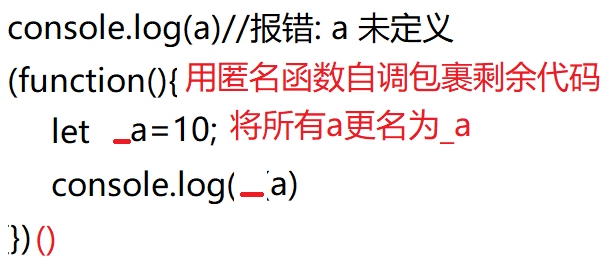 console.log(a)//报错: a 未定义
(function(){ 用匿名函数自调包裹剩余代码
let _a=10; 将所有a更名为_a
console.log(_a)
})()